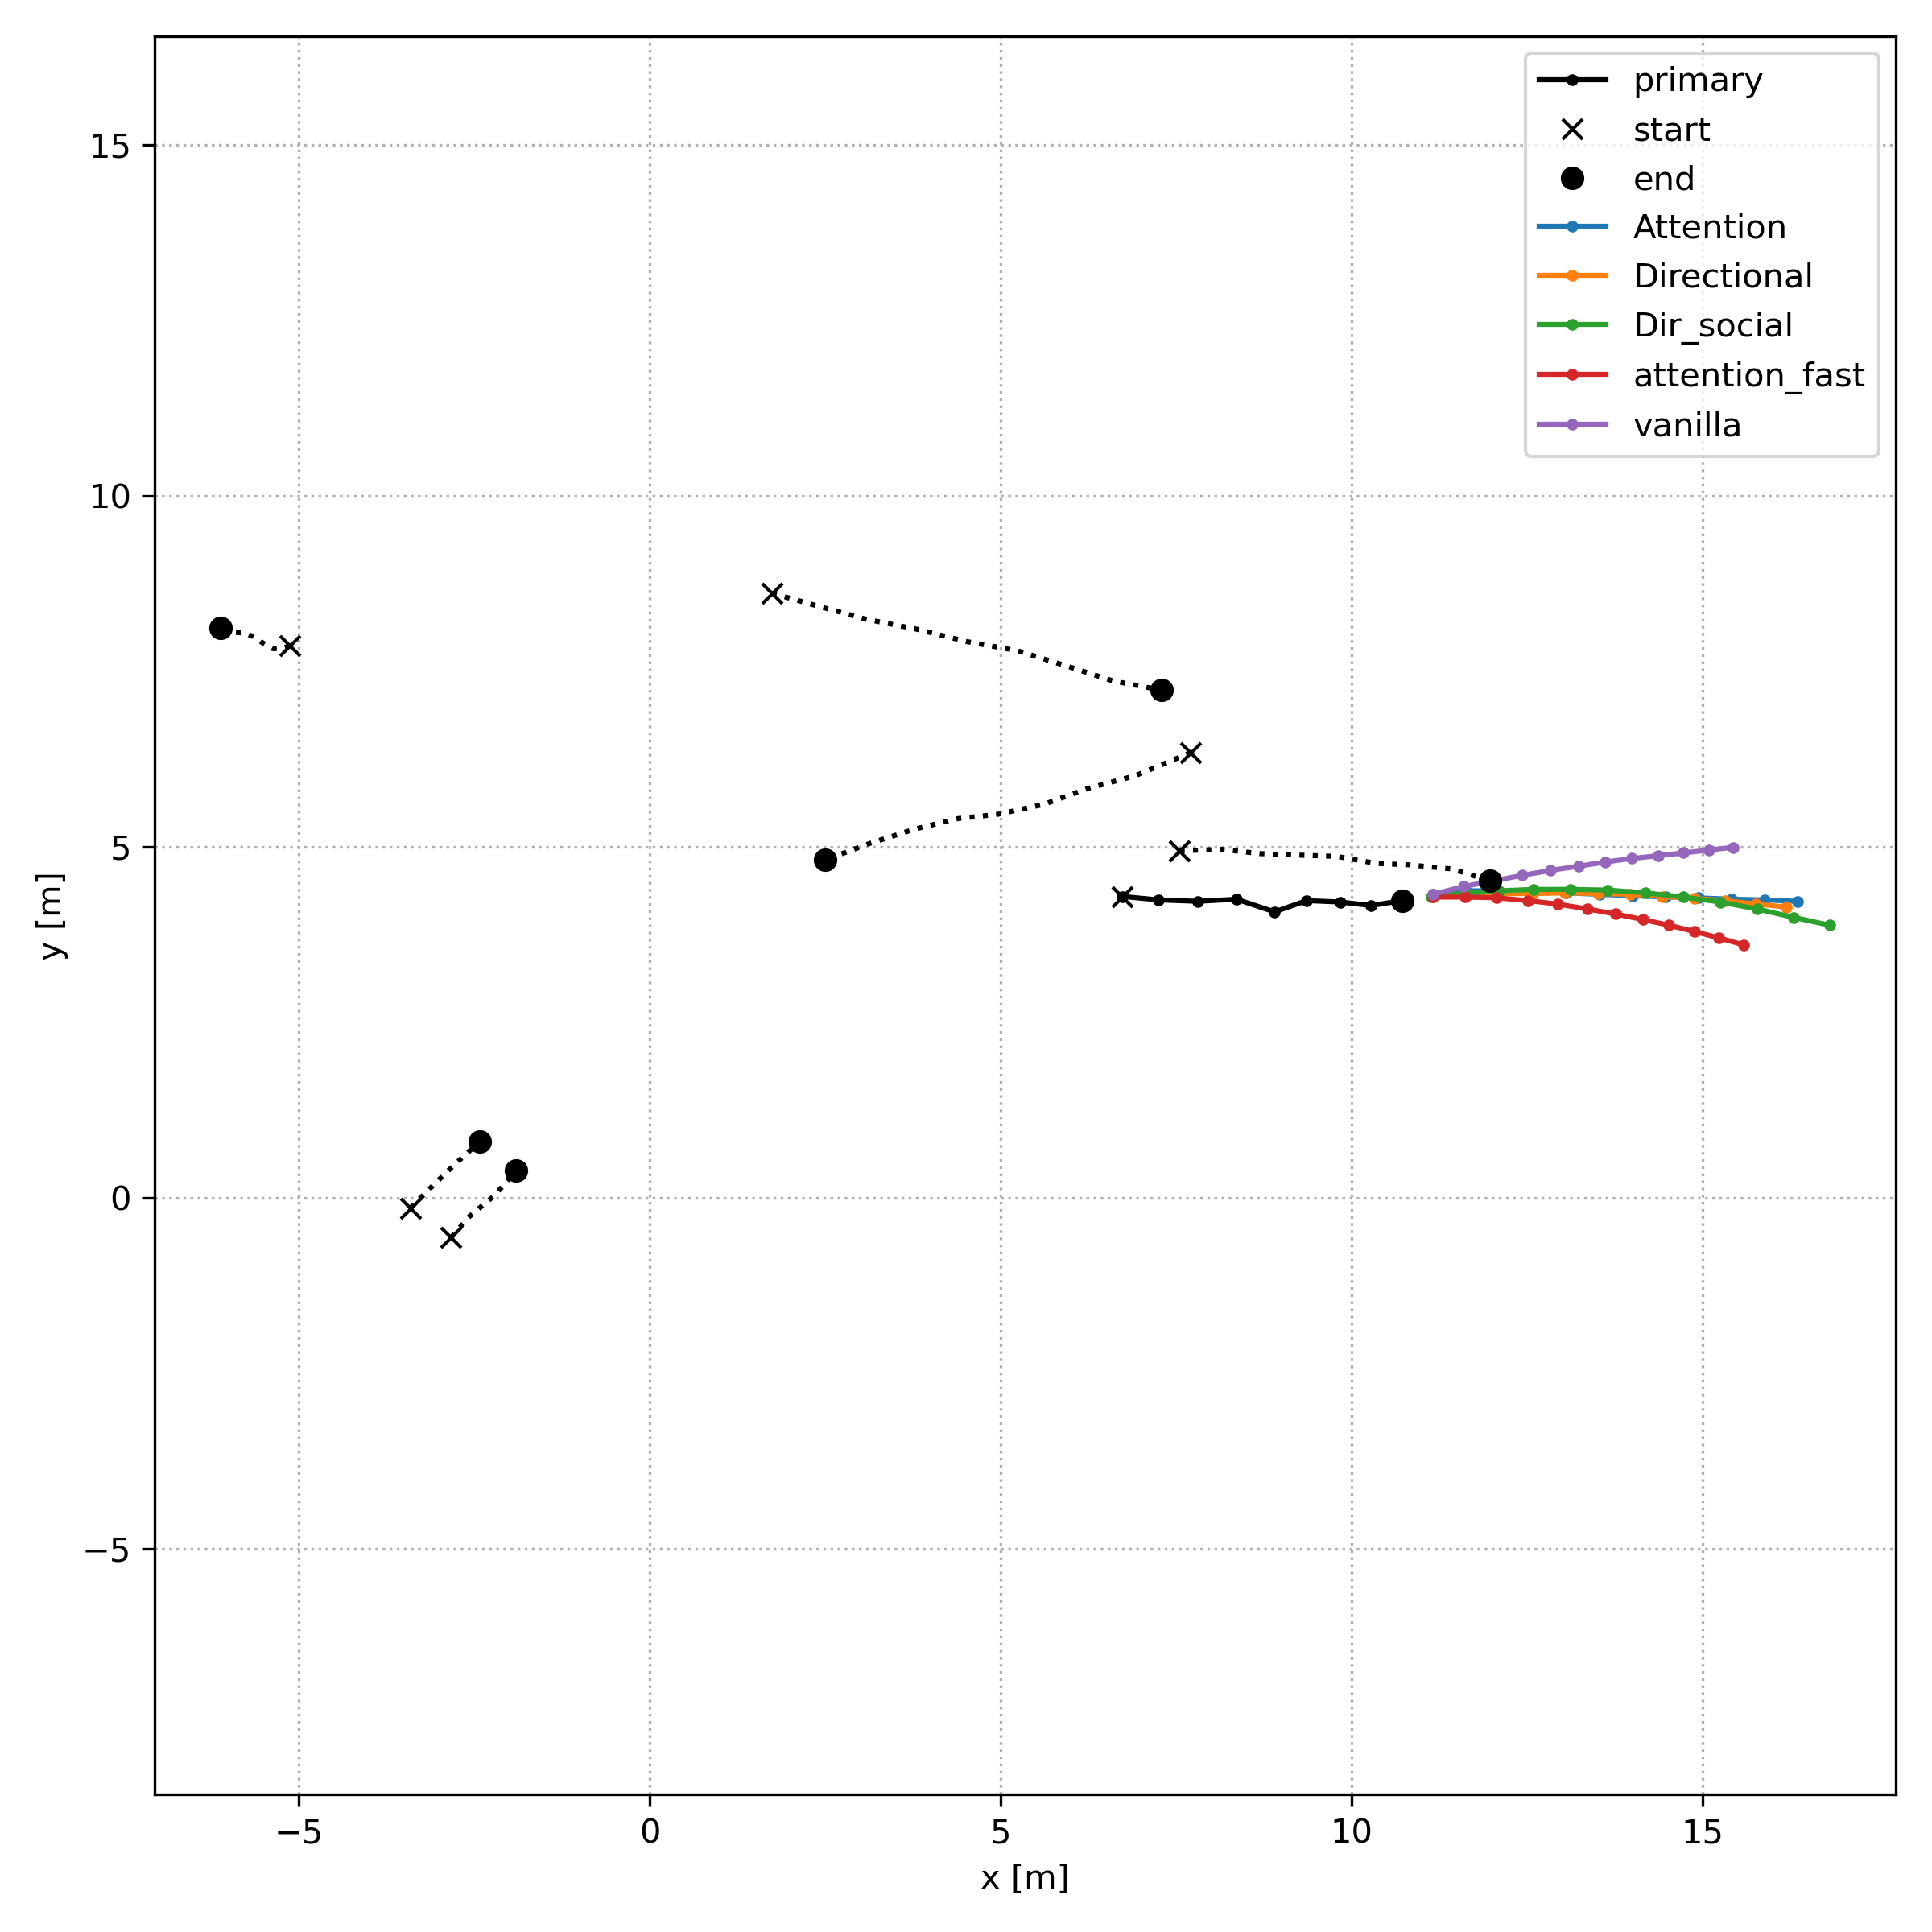 primary
start
end
Attention
Directional
Dir_social
attention_fast
vanilla
15
10
5
0
−5
y [m]
−5
0
5
10
15
x [m]